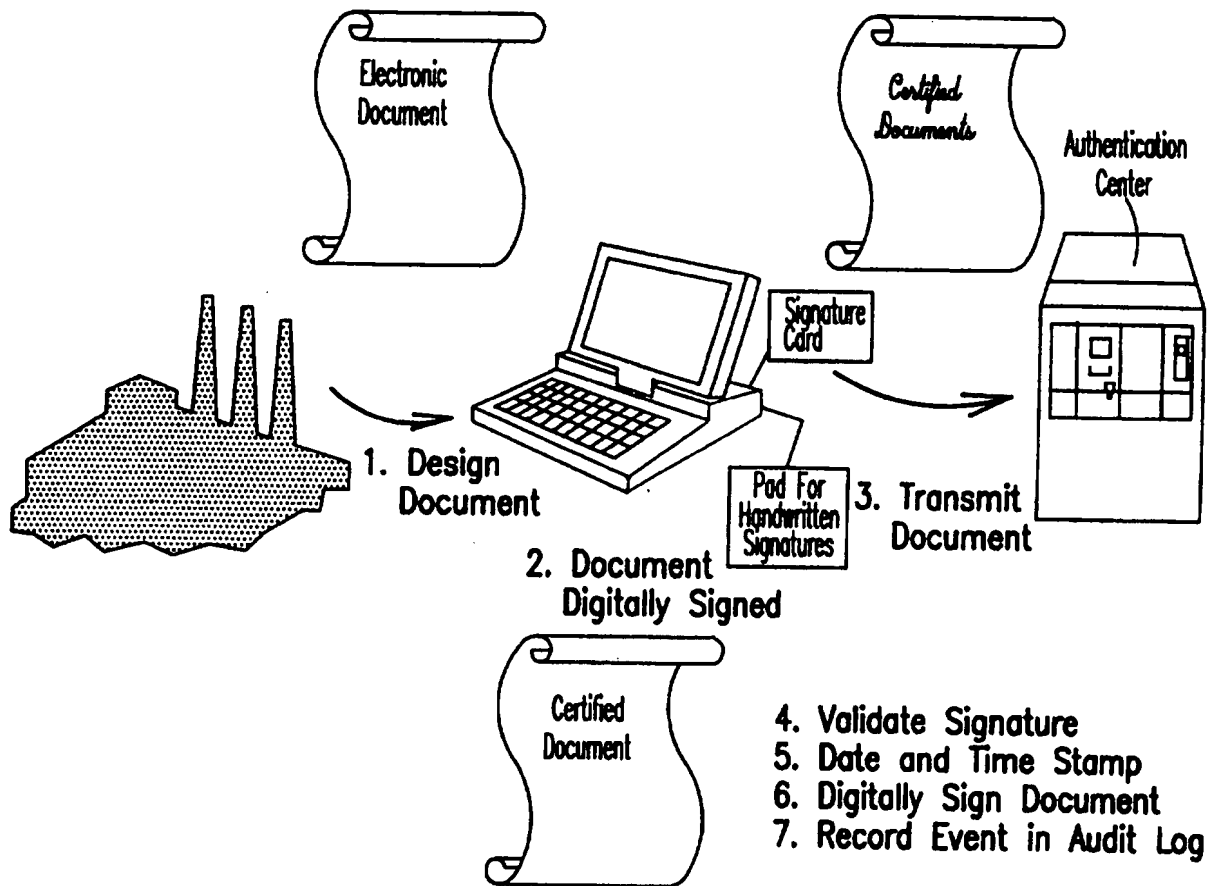 Electronic
Document
Certified
Documents
Authentication
Center
Signature
Card
1. Design
Document
Pad For
Handwritten
Signatures
3. Transmit
Document
2. Document
Digitally Signed
Certified
Document
4. Validate Signature
5. Date and Time Stamp
6. Digitally Sign Document
7. Record Event in Audit Log